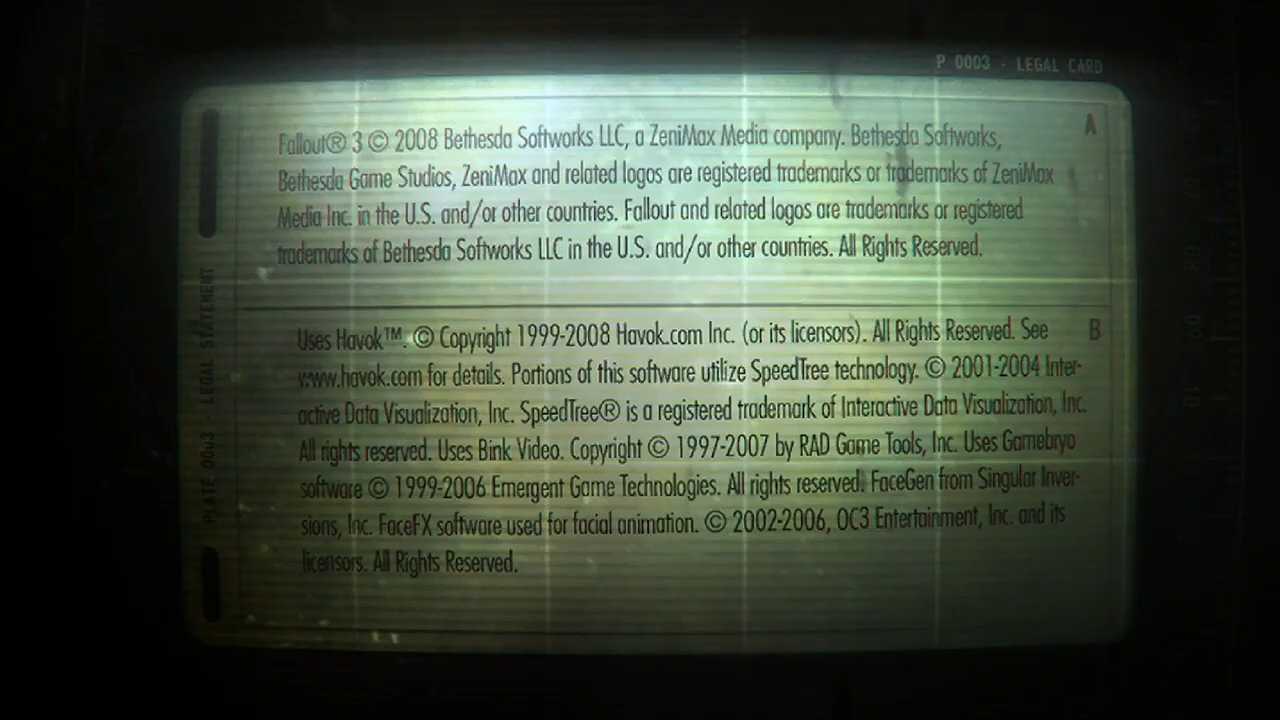 P 0003 - LEGAL CARD
A
Fallout® 3 © 2008 Bethesda Softworks LLC, a ZeniMax Media company. Bethesda Softworks,
Bethesda Game Studios, ZeniMax and related logos are registered trademarks or trademarks of ZeniMax
Media Inc. in the U.S. and/or other countries. Fallout and related logos are trademarks or registered
trademarks of Bethesda Softworks LLC in the U.S. and/or other countries. All Rights Reserved.
B
Uses Havok™. © Copyright 1999-2008 Havok.com Inc. (or its licensors). All Rights Reserved. See
www.havok.com for details. Portions of this software utilize SpeedTree technology. © 2001-2004 Inter-
active Data Visualization, Inc. SpeedTree® is a registered trademark of Interactive Data Visualization, Inc.
All rights reserved. Uses Bink Video. Copyright © 1997-2007 by RAD Game Tools, Inc. Uses Gamebryo
software © 1999-2006 Emergent Game Technologies. All rights reserved. FaceGen from Singular Inver-
sions, Inc. FaceFX software used for facial animation. © 2002-2006, OC3 Entertainment, Inc. and its
licensors. All Rights Reserved.
PLATE 0003 - LEGAL STATEMENT